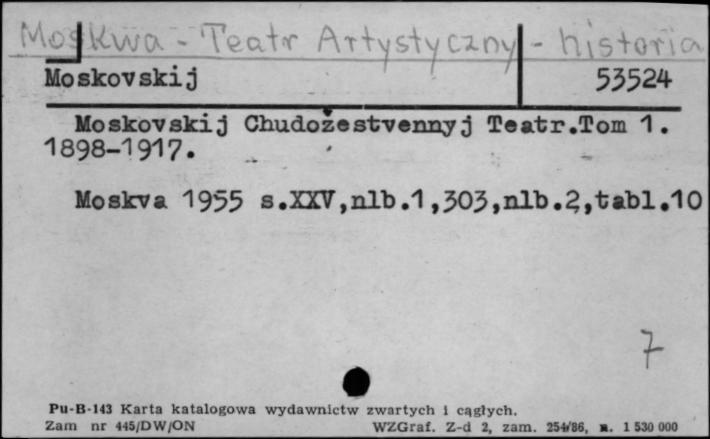 Moskwa - Teatr Artystyczny - historia
Moskovskij 53524
Moskovskij Chudožestvennyj Teatr.Tom 1.
1898-1917.
Moskva 1955 s.XXV,nlb.1,303,nlb.2,tabl.10
7
Pu-B-143 Karta katalogowa wydawnictw zwartych i cągłych.
Zam nr 445/DW/ON WZGraf. Z-d 2, zam. 254/86, n. 1 530 000